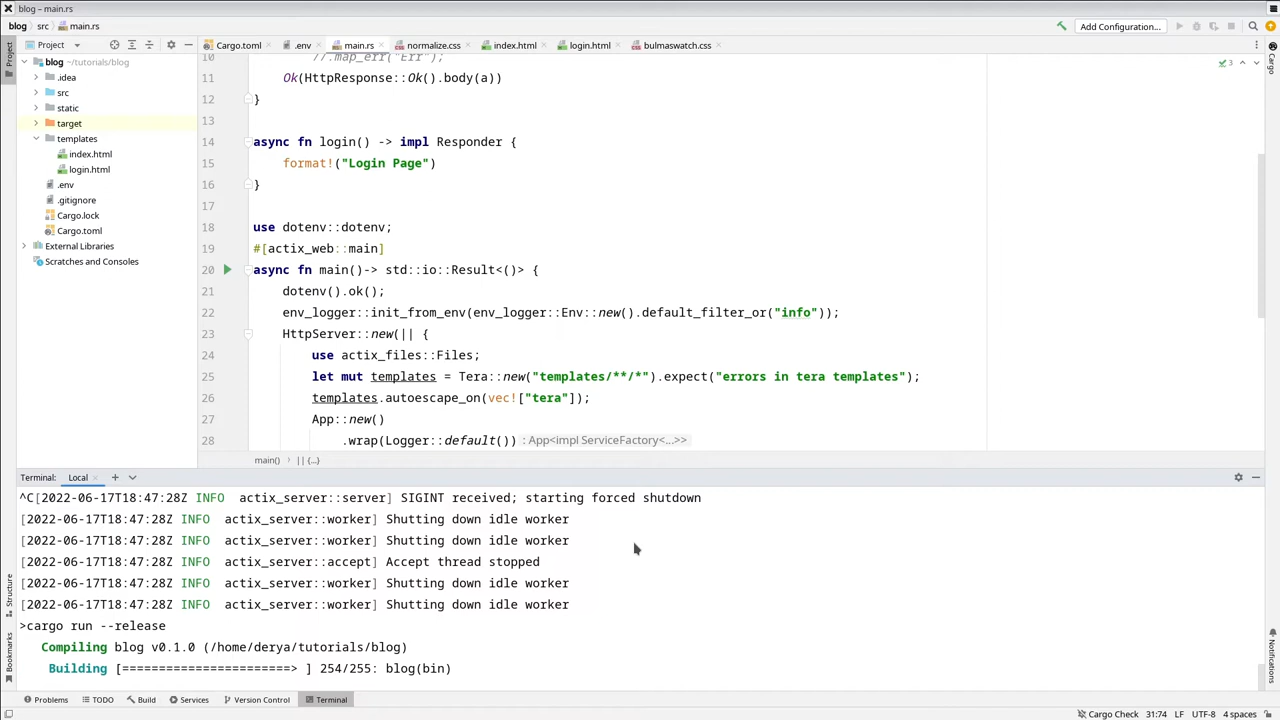 blog – main.rs
blog
src
main.rs
Add Configuration...
Project
Cargo.toml
.env
main.rs
normalize.css
index.html
login.html
bulmaswatch.css
Project
Cargo
blog ~/tutorials/blog
.idea
src
static
target
templates
index.html
login.html
.env
.gitignore
Cargo.lock
Cargo.toml
External Libraries
Scratches and Consoles
3
10 //.map_err("Err");
11 Ok(HttpResponse::Ok().body(a))
12 }
13
14 async fn login() -> impl Responder {
15 format!("Login Page")
16 }
17
18 use dotenv::dotenv;
19 #[actix_web::main]
20 async fn main()-> std::io::Result<()> {
21 dotenv().ok();
22 env_logger::init_from_env(env_logger::Env::new().default_filter_or("info"));
23 HttpServer::new(|| {
24 use actix_files::Files;
25 let mut templates = Tera::new("templates/**/*").expect("errors in tera templates");
26 templates.autoescape_on(vec!["tera"]);
27 App::new()
28 .wrap(Logger::default()) : App<impl ServiceFactory<...>>
main() › || {...}
Terminal: Local
^C[2022-06-17T18:47:28Z INFO actix_server::server] SIGINT received; starting forced shutdown
[2022-06-17T18:47:28Z INFO actix_server::worker] Shutting down idle worker
[2022-06-17T18:47:28Z INFO actix_server::worker] Shutting down idle worker
[2022-06-17T18:47:28Z INFO actix_server::accept] Accept thread stopped
[2022-06-17T18:47:28Z INFO actix_server::worker] Shutting down idle worker
[2022-06-17T18:47:28Z INFO actix_server::worker] Shutting down idle worker
>cargo run --release
Compiling blog v0.1.0 (/home/derya/tutorials/blog)
Building [=======================> ] 254/255: blog(bin)
Structure
Bookmarks
Notifications
Problems
TODO
Build
Services
Version Control
Terminal
Cargo Check
31:74
LF
UTF-8
4 spaces